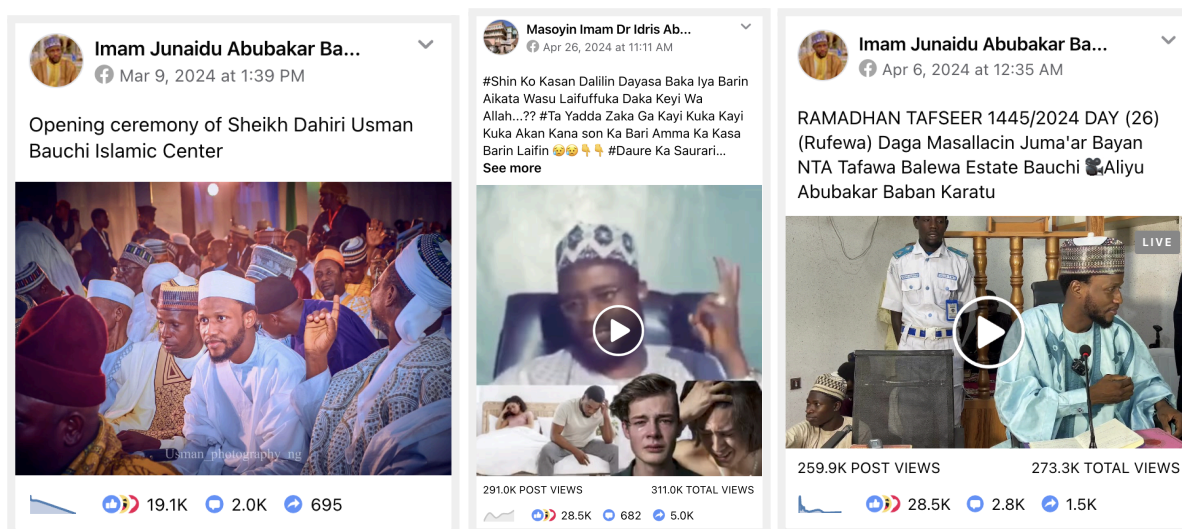 Imam Junaidu Abubakar Ba...
Mar 9, 2024 at 1:39 PM
Opening ceremony of Sheikh Dahiri Usman
Bauchi Islamic Center
Usman photography ng
19.1K 2.0K 695
Masoyin Imam Dr Idris Ab...
Apr 26, 2024 at 11:11 AM
#Shin Ko Kasan Dalilin Dayasa Baka Iya Barin
Aikata Wasu Laifuffuka Daka Keyi Wa
Allah...?? #Ta Yadda Zaka Ga Kayi Kuka Kayi
Kuka Akan Kana son Ka Bari Amma Ka Kasa
Barin Laifin 😥😥👇👇 #Daure Ka Saurari...
See more
291.0K POST VIEWS 311.0K TOTAL VIEWS
28.5K 682 5.0K
Imam Junaidu Abubakar Ba...
Apr 6, 2024 at 12:35 AM
RAMADHAN TAFSEER 1445/2024 DAY (26)
(Rufewa) Daga Masallacin Juma'ar Bayan
NTA Tafawa Balewa Estate Bauchi 🎥Aliyu
Abubakar Baban Karatu
LIVE
259.9K POST VIEWS 273.3K TOTAL VIEWS
28.5K 2.8K 1.5K